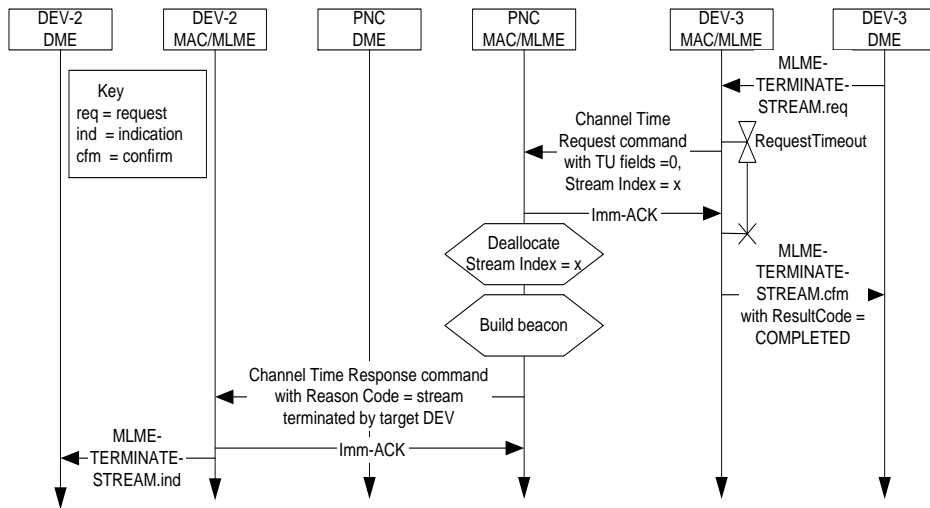 DEV-2
DME
DEV-2
MAC/MLME
PNC
DME
PNC
MAC/MLME
DEV-3
MAC/MLME
DEV-3
DME
Key
req = request
ind = indication
cfm = confirm
MLME-
TERMINATE-
STREAM.req
Channel Time
Request command
with TU fields =0,
Stream Index = x
RequestTimeout
Imm-ACK
Deallocate
Stream Index = x
MLME-
TERMINATE-
STREAM.cfm
with ResultCode =
COMPLETED
Build beacon
Channel Time Response command
with Reason Code = stream
terminated by target DEV
Imm-ACK
MLME-
TERMINATE-
STREAM.ind